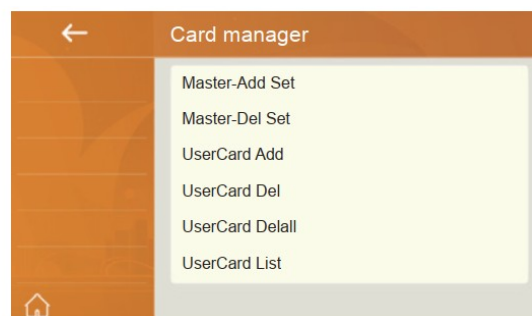 Card manager
Master-Add Set
Master-Del Set
UserCard Add
UserCard Del
UserCard Delall
UserCard List